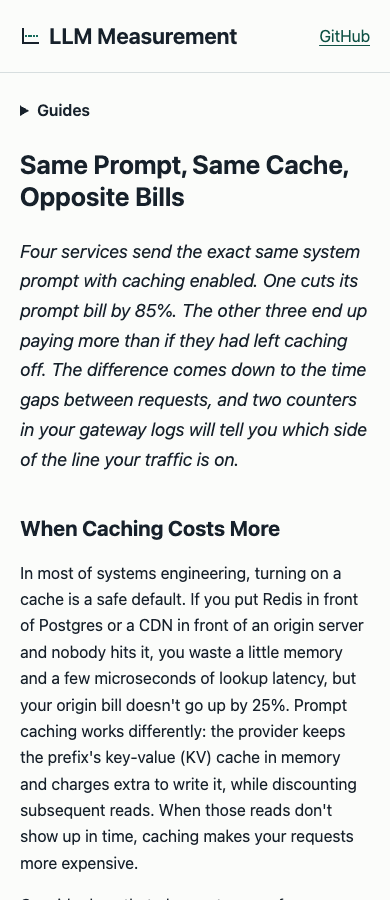 LLM Measurement
GitHub
Guides
Same Prompt, Same Cache,
Opposite Bills
Four services send the exact same system
prompt with caching enabled. One cuts its
prompt bill by 85%. The other three end up
paying more than if they had left caching
off. The difference comes down to the time
gaps between requests, and two counters
in your gateway logs will tell you which side
of the line your traffic is on.
When Caching Costs More
In most of systems engineering, turning on a
cache is a safe default. If you put Redis in front
of Postgres or a CDN in front of an origin server
and nobody hits it, you waste a little memory
and a few microseconds of lookup latency, but
your origin bill doesn't go up by 25%. Prompt
caching works differently: the provider keeps
the prefix's key-value (KV) cache in memory
and charges extra to write it, while discounting
subsequent reads. When those reads don't
show up in time, caching makes your requests
more expensive.